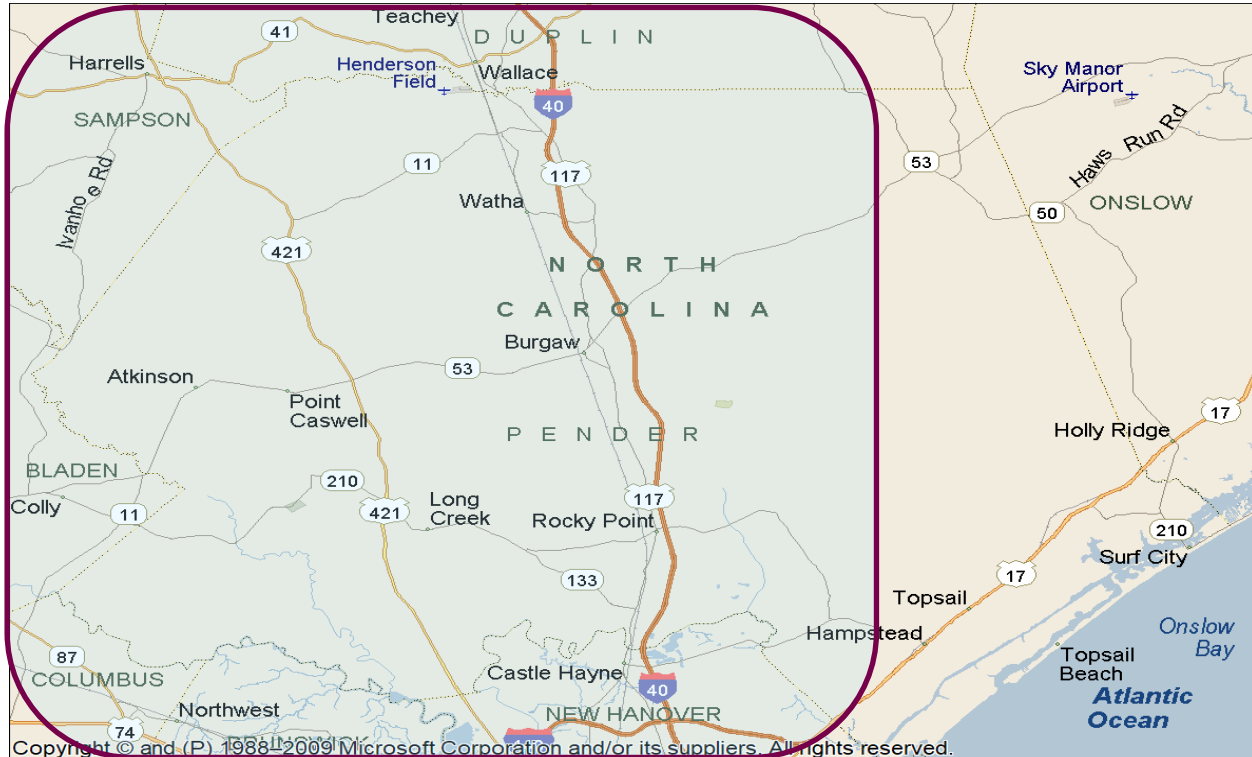 Teachey
41
DUPLIN
Harrells
Henderson
Field
Wallace
Sky Manor
Airport
40
SAMPSON
11
53
Haws Run Rd
117
Ivanhoe Rd
Watha
50
ONSLOW
421
NORTH
CAROLINA
Burgaw
53
Atkinson
Point
Caswell
17
Holly Ridge
PENDER
BLADEN
210
117
Colly
11
421
Long
Creek
Rocky Point
210
Surf City
133
17
Topsail
Hampstead
Onslow
Bay
87
COLUMBUS
Castle Hayne
Topsail
Beach
40
Atlantic
Ocean
Northwest
NEW HANOVER
74
Copyright © and (P) 1988–2009 Microsoft Corporation and/or its suppliers. All rights reserved.